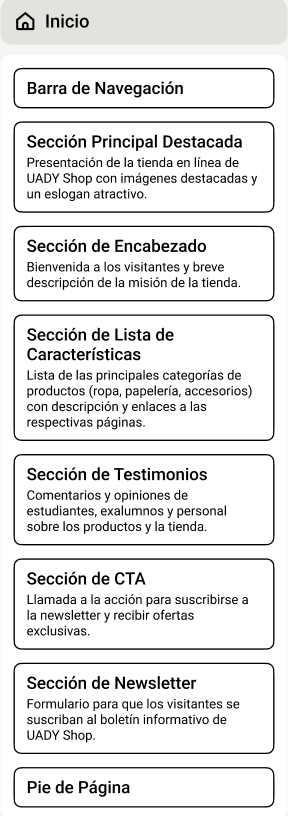 Inicio
Barra de Navegación
Sección Principal Destacada
Presentación de la tienda en línea de
UADY Shop con imágenes destacadas y
un eslogan atractivo.
Sección de Encabezado
Bienvenida a los visitantes y breve
descripción de la misión de la tienda.
Sección de Lista de
Características
Lista de las principales categorías de
productos (ropa, papelería, accesorios)
con descripción y enlaces a las
respectivas páginas.
Sección de Testimonios
Comentarios y opiniones de
estudiantes, exalumnos y personal
sobre los productos y la tienda.
Sección de CTA
Llamada a la acción para suscribirse a
la newsletter y recibir ofertas
exclusivas.
Sección de Newsletter
Formulario para que los visitantes se
suscriban al boletín informativo de
UADY Shop.
Pie de Página